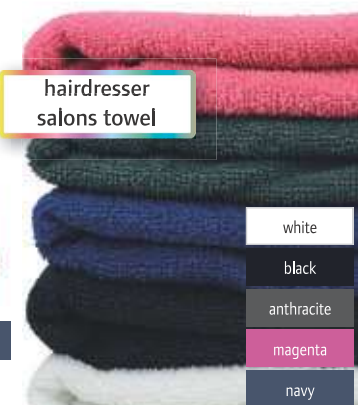 hairdresser
salons towel
white
black
anthracite
magenta
navy